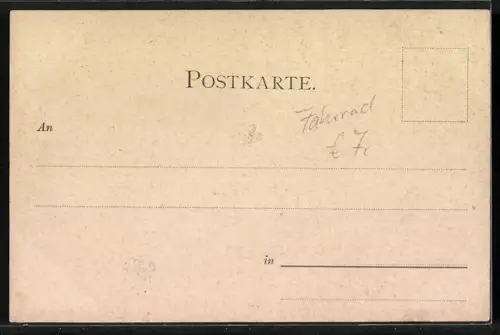 POSTKARTE.
Fahrrad
An
£ 7,
in